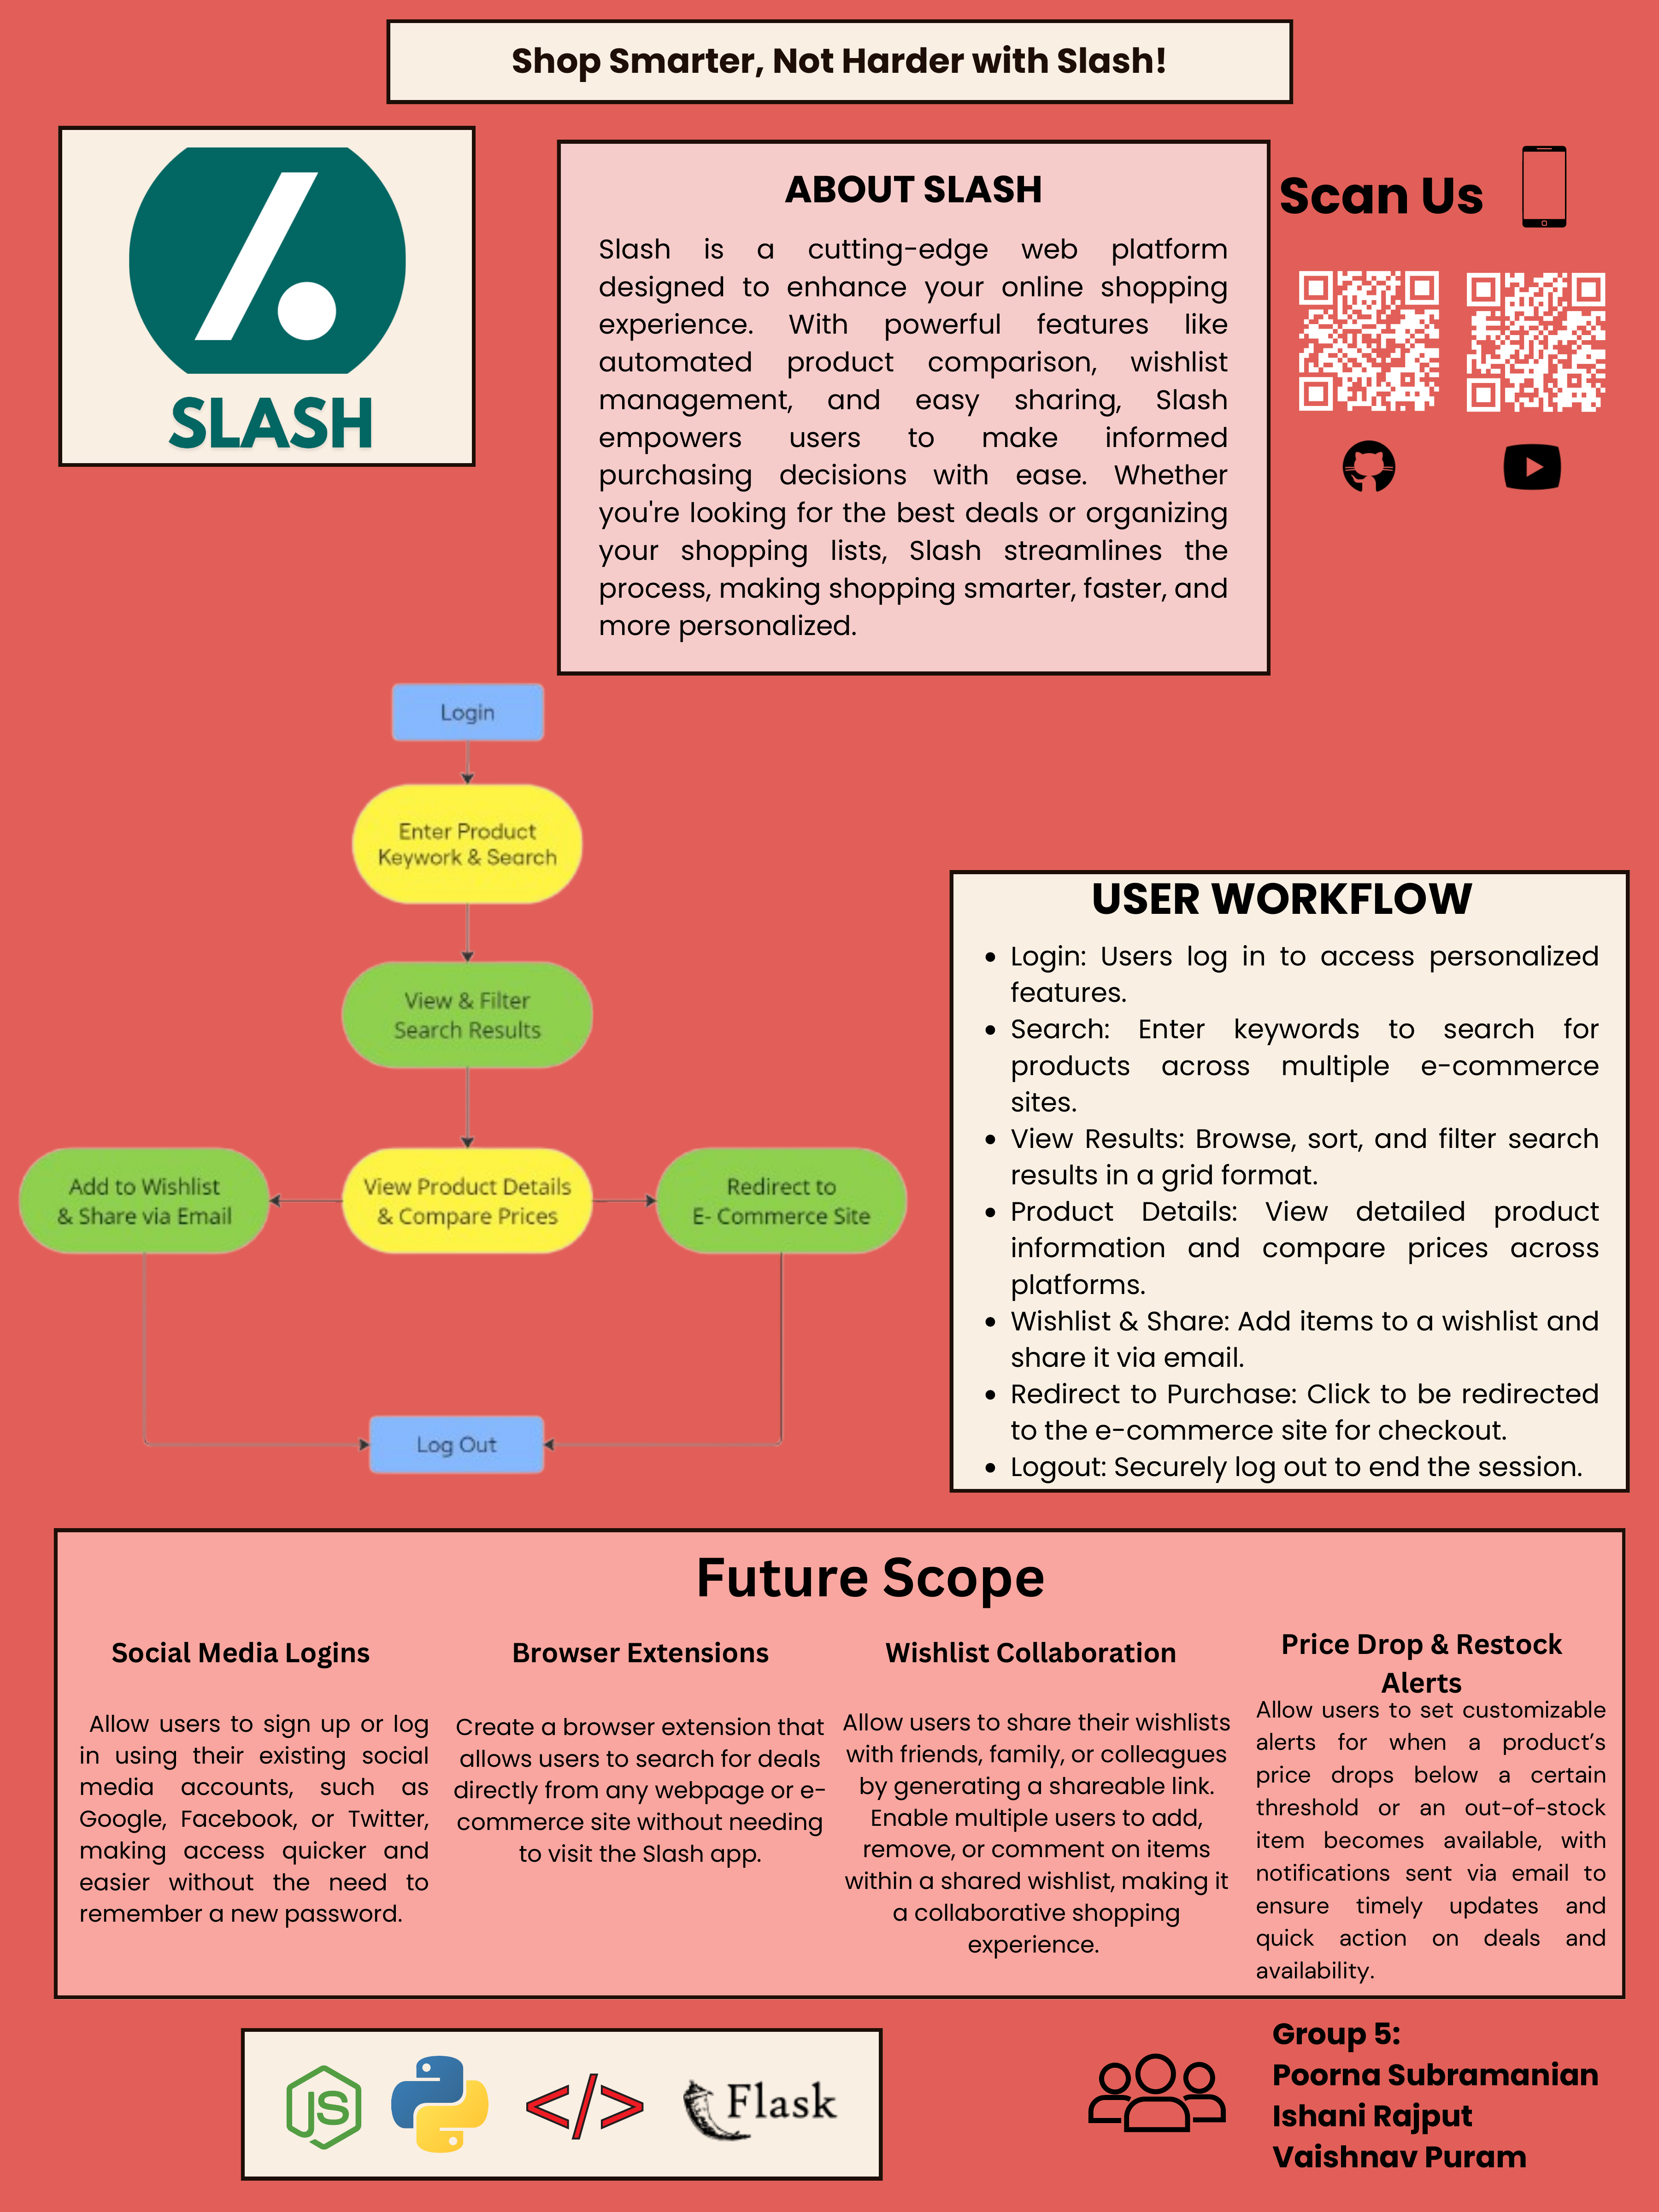 Shop Smarter, Not Harder with Slash!
SLASH
ABOUT SLASH
Slash is a cutting-edge web platform
designed to enhance your online shopping
experience. With powerful features like
automated product comparison, wishlist
management, and easy sharing, Slash
empowers users to make informed
purchasing decisions with ease. Whether
you're looking for the best deals or organizing
your shopping lists, Slash streamlines the
process, making shopping smarter, faster, and
more personalized.
Scan Us
Login
Enter Product
Keywork & Search
View & Filter
Search Results
Add to Wishlist
& Share via Email
View Product Details
& Compare Prices
Redirect to
E- Commerce Site
Log Out
USER WORKFLOW
• Login: Users log in to access personalized
features.
• Search: Enter keywords to search for
products across multiple e-commerce
sites.
• View Results: Browse, sort, and filter search
results in a grid format.
• Product Details: View detailed product
information and compare prices across
platforms.
• Wishlist & Share: Add items to a wishlist and
share it via email.
• Redirect to Purchase: Click to be redirected
to the e-commerce site for checkout.
• Logout: Securely log out to end the session.
Future Scope
Social Media Logins
Allow users to sign up or log
in using their existing social
media accounts, such as
Google, Facebook, or Twitter,
making access quicker and
easier without the need to
remember a new password.
Browser Extensions
Create a browser extension that
allows users to search for deals
directly from any webpage or e-
commerce site without needing
to visit the Slash app.
Wishlist Collaboration
Allow users to share their wishlists
with friends, family, or colleagues
by generating a shareable link.
Enable multiple users to add,
remove, or comment on items
within a shared wishlist, making it
a collaborative shopping
experience.
Price Drop & Restock
Alerts
Allow users to set customizable
alerts for when a product’s
price drops below a certain
threshold or an out-of-stock
item becomes available, with
notifications sent via email to
ensure timely updates and
quick action on deals and
availability.
JS
</>
Flask
Group 5:
Poorna Subramanian
Ishani Rajput
Vaishnav Puram